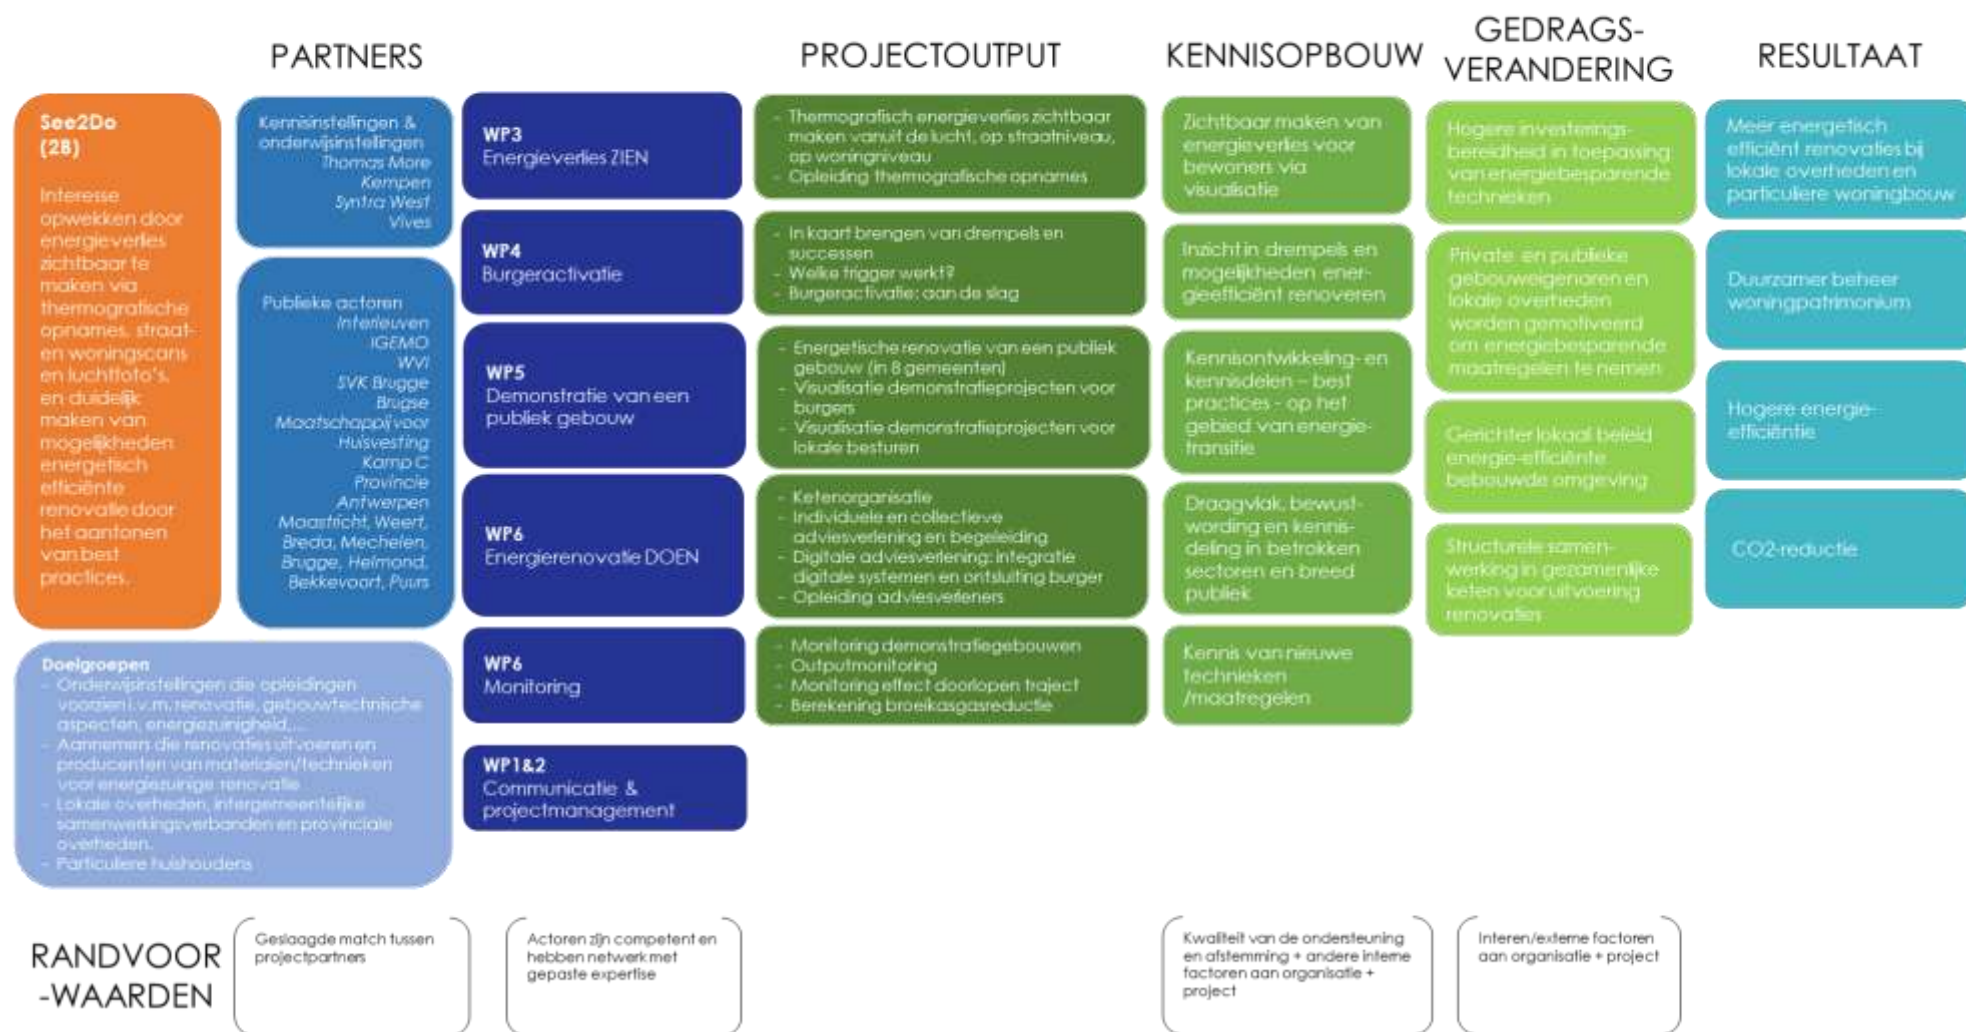 PARTNERS
PROJECTOUTPUT
KENNISOPBOUW
GEDRAGS-
VERANDERING
RESULTAAT
See2Do
(2B)
Interesse
opwekken door
energieverlies
zichtbaar te
maken via
thermografische
opnames, straat-
en woningscans
en luchtfoto's,
en duidelijk
maken van
mogelijkheden
energetisch
efficiënte
renovatie door
het aantonen
van best
practices.
Kennisinstellingen &
onderwijsinstellingen
Thomas More
Kempen
Syntra West
Vives
Publieke actoren
Interleuven
IGEMO
WVI
SVK Brugge
Brugse
Maatschappij voor
Huisvesting
Kamp C
Provincie
Antwerpen
Maastricht, Weert,
Breda, Mechelen,
Brugge, Helmond,
Bekkevoort, Puurs
Doelgroepen
- Onderwijsinstellingen die opleidingen
voorzien i.v.m. renovatie, gebouwtechnische
aspecten, energiezuinigheid,...
- Aannemers die renovaties uitvoeren en
producenten van materialen/technieken
voor energiezuinige renovatie
- Lokale overheden, intergemeentelijke
samenwerkingsverbanden en provinciale
overheden.
- Particuliere huishoudens
WP3
Energieverlies ZIEN
WP4
Burgeractivatie
WP5
Demonstratie van een
publiek gebouw
WP6
Energierenovatie DOEN
WP6
Monitoring
WP1&2
Communicatie &
projectmanagement
- Thermografisch energieverlies zichtbaar
maken vanuit de lucht, op straatniveau,
op woningniveau
- Opleiding thermografische opnames
- In kaart brengen van drempels en
successen
- Welke trigger werkt?
- Burgeractivatie: aan de slag
- Energetische renovatie van een publiek
gebouw (in 8 gemeenten)
- Visualisatie demonstratieprojecten voor
burgers
- Visualisatie demonstratieprojecten voor
lokale besturen
- Ketenorganisatie
- Individuele en collectieve
adviesverlening en begeleiding
- Digitale adviesverlening: integratie
digitale systemen en ontsluiting burger
- Opleiding adviesverleners
- Monitoring demonstratiegebouwen
- Outputmonitoring
- Monitoring effect doorlopen traject
- Berekening broeikasgasreductie
Zichtbaar maken van
energieverlies voor
bewoners via
visualisatie
Inzicht in drempels en
mogelijkheden ener-
gieefficiënt renoveren
Kennisontwikkeling- en
kennisdelen – best
practices - op het
gebied van energie-
transitie
Draagvlak, bewust-
wording en kennis-
deling in betrokken
sectoren en breed
publiek
Kennis van nieuwe
technieken
/maatregelen
Hogere investerings-
bereidheid in toepassing
van energiebesparende
technieken
Private en publieke
gebouweigenaren en
lokale overheden
worden gemotiveerd
om energiebesparende
maatregelen te nemen
Gerichter lokaal beleid
energie-efficiënte
bebouwde omgeving
Structurele samen-
werking in gezamenlijke
keten voor uitvoering
renovaties
Meer energetisch
efficiënt renovaties bij
lokale overheden en
particuliere woningbouw
Duurzamer beheer
woningpatrimonium
Hogere energie-
efficiëntie
CO2-reductie
RANDVOOR
-WAARDEN
Geslaagde match tussen
projectpartners
Actoren zijn competent en
hebben netwerk met
gepaste expertise
Kwaliteit van de ondersteuning
en afstemming + andere interne
factoren aan organisatie +
project
Interen/externe factoren
aan organisatie + project